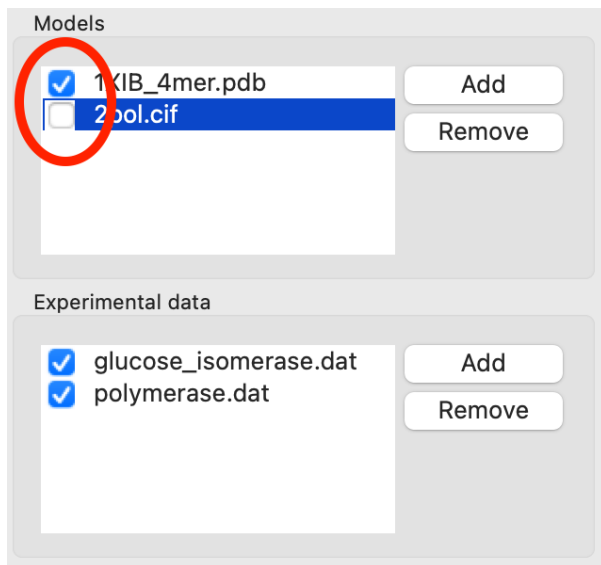 Models
1XIB_4mer.pdb
2pol.cif
Add
Remove
Experimental data
glucose_isomerase.dat
polymerase.dat
Add
Remove